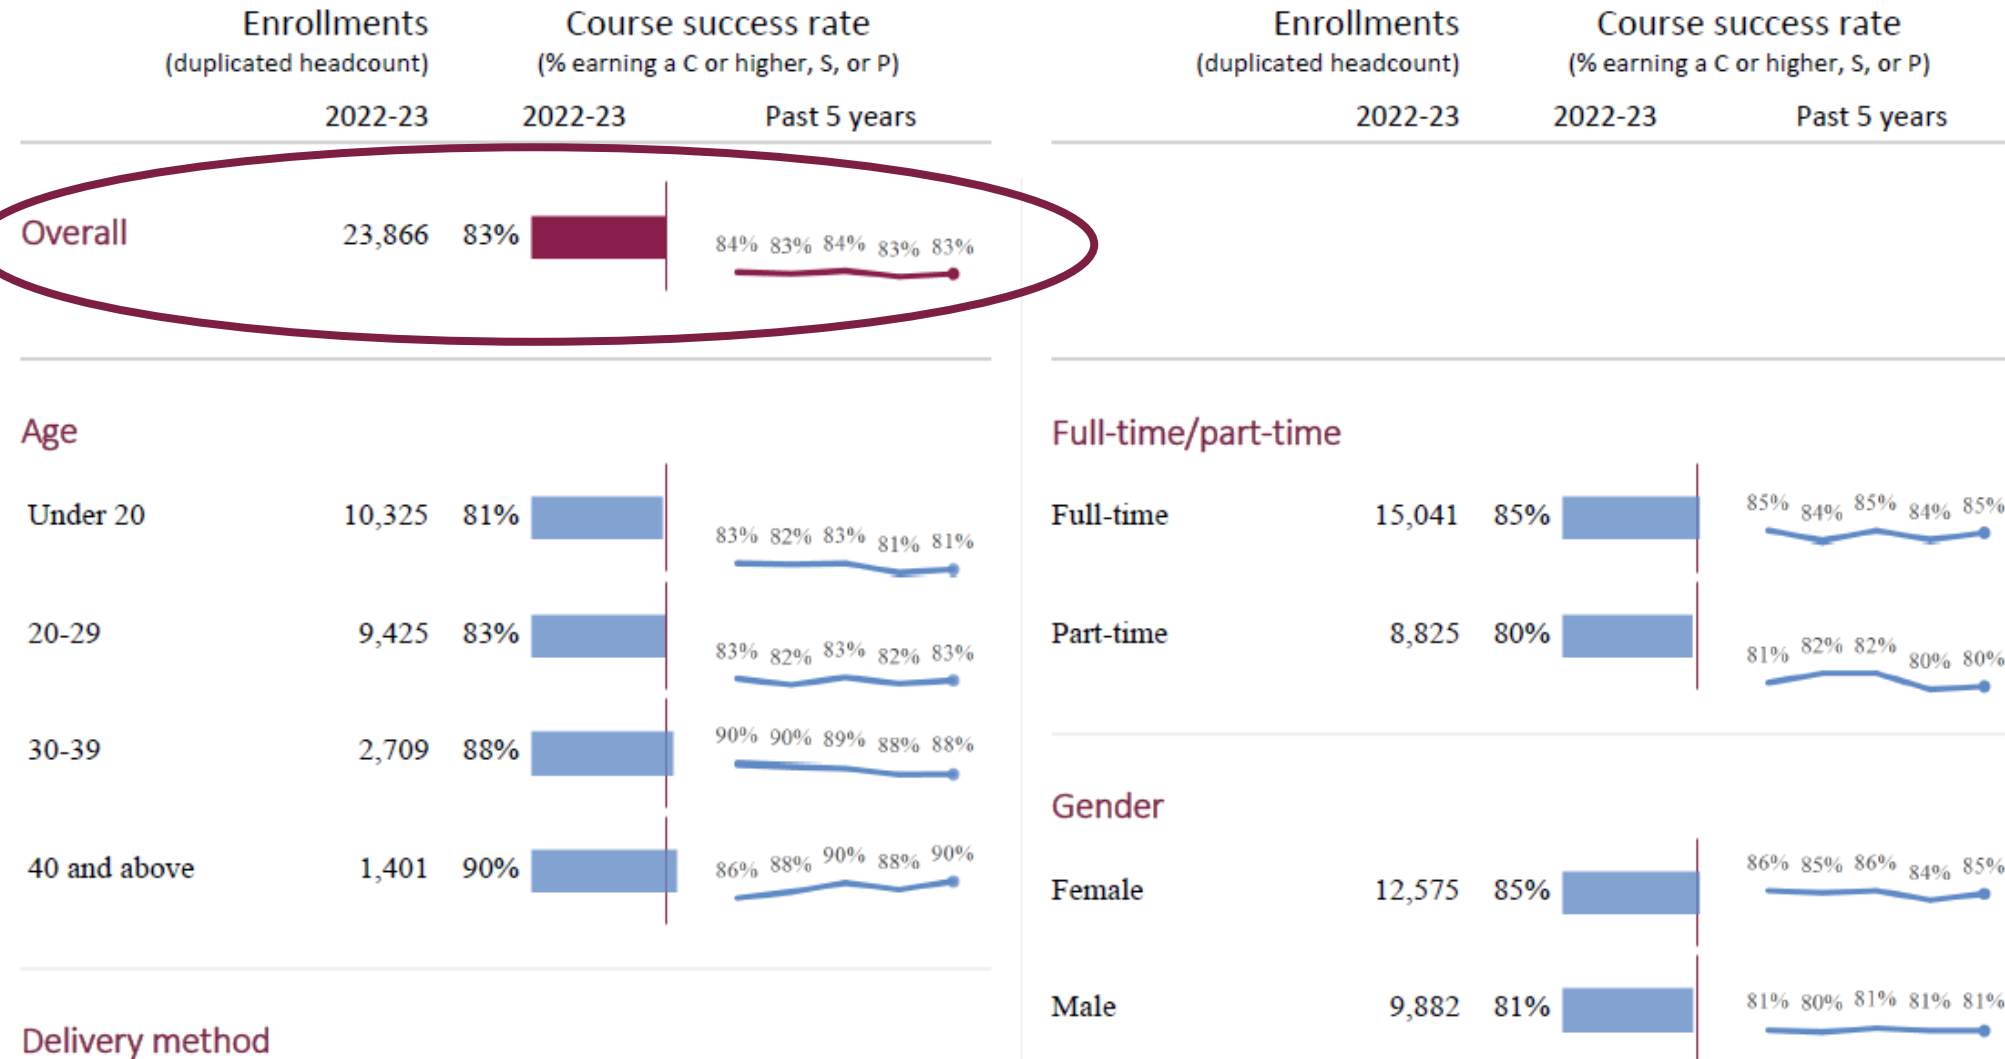 Enrollments Course success rate
(duplicated headcount) (% earning a C or higher, S, or P)
2022-23 2022-23 Past 5 years
Overall 23,866 83% 84% 83% 84% 83% 83%
Age
Under 20 10,325 81% 83% 82% 83% 81% 81%
20-29 9,425 83% 83% 82% 83% 82% 83%
30-39 2,709 88% 90% 90% 89% 88% 88%
40 and above 1,401 90% 86% 88% 90% 88% 90%
Delivery method
Enrollments Course success rate
(duplicated headcount) (% earning a C or higher, S, or P)
2022-23 2022-23 Past 5 years
Full-time/part-time
Full-time 15,041 85% 85% 84% 85% 84% 85%
Part-time 8,825 80% 81% 82% 82% 80% 80%
Gender
Female 12,575 85% 86% 85% 86% 84% 85%
Male 9,882 81% 81% 80% 81% 81% 81%